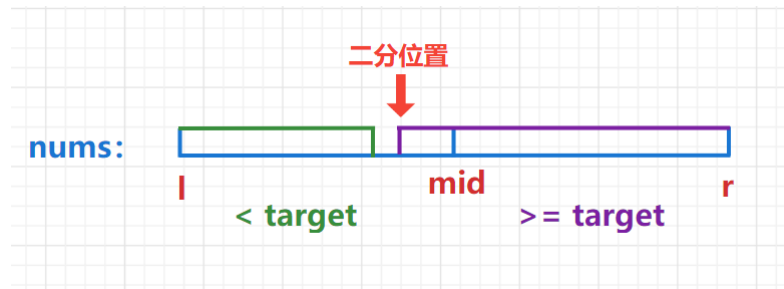 二分位置
nums:
l
mid
r
< target
>= target